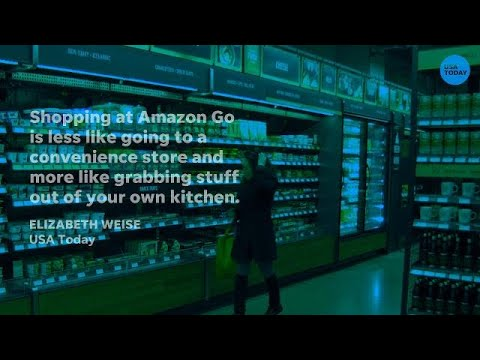 USA
TODAY
CHEESE
Shopping at Amazon Go
is less like going to a
convenience store and
more like grabbing stuff
out of your own kitchen.
ELIZABETH WEISE
USA Today